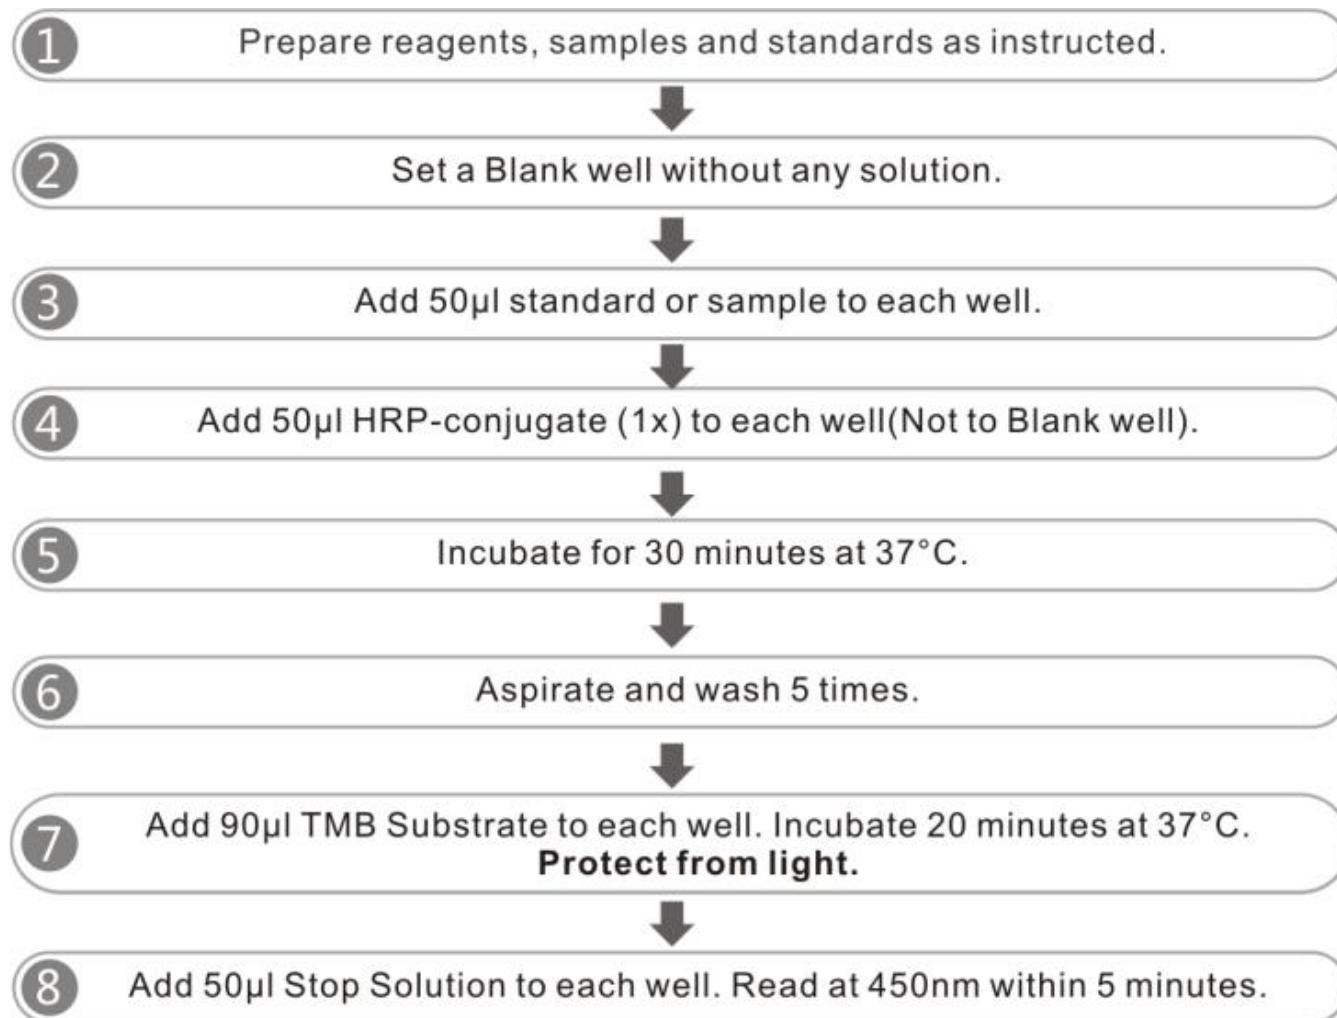 1
Prepare reagents, samples and standards as instructed.
2
Set a Blank well without any solution.
3
Add 50µl standard or sample to each well.
4
Add 50µl HRP-conjugate (1x) to each well(Not to Blank well).
5
Incubate for 30 minutes at 37°C.
6
Aspirate and wash 5 times.
7
Add 90µl TMB Substrate to each well. Incubate 20 minutes at 37°C.
Protect from light.
8
Add 50µl Stop Solution to each well. Read at 450nm within 5 minutes.